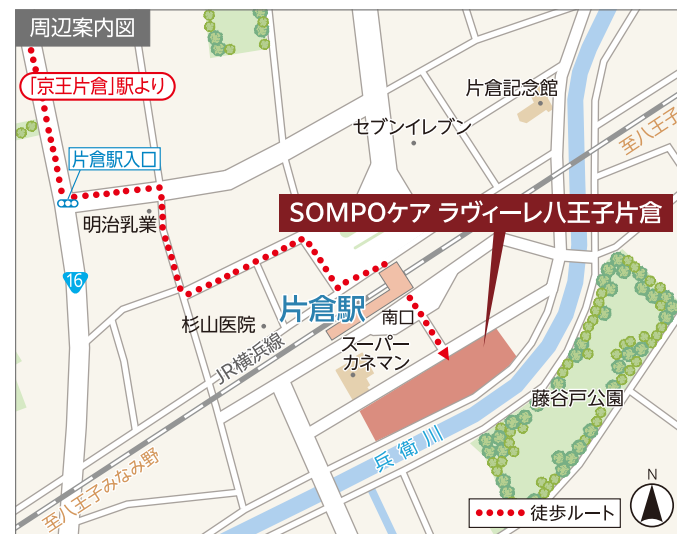 周辺案内図
「京王片倉」駅より
片倉記念館
至八王子
セブンイレブン
片倉駅入口
明治乳業
SOMPOケア ラヴィーレ八王子片倉
16
片倉駅
南口
杉山医院
JR横浜線
スーパー
カネマン
藤谷戸公園
兵衛川
至八王子みなみ野
N
徒歩ルート